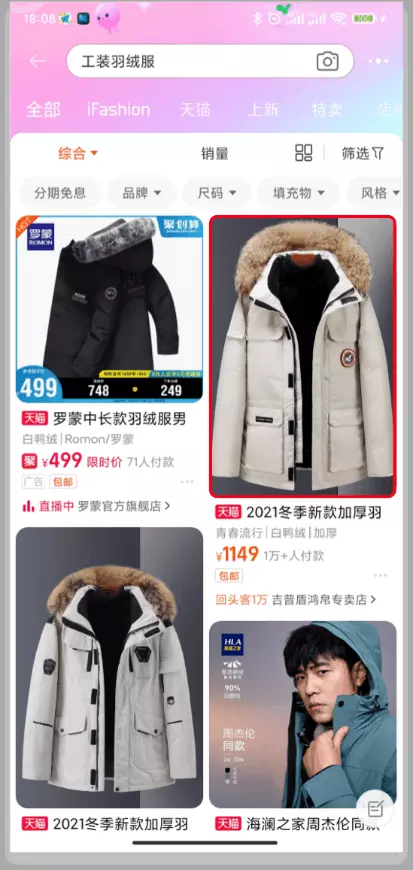 18:08
工装羽绒服
全部 iFashion 天猫 上新 特卖
综合 销量 筛选
分期免息 品牌 尺码 填充物 风格
HOT
罗蒙
ROMON
聚划算
499
748
249
天猫 罗蒙中长款羽绒服男
白鸭绒|Romon/罗蒙
聚 ¥499 限时价 71人付款
广告 包邮
直播中 罗蒙官方旗舰店 >
天猫 2021冬季新款加厚羽
青春流行|白鸭绒|加厚
¥1149 1万+人付款
包邮
回头客1万 吉普盾鸿帛专卖店 >
天猫 2021冬季新款加厚羽
HLA
海澜之家
90%
周杰伦
同款
天猫 海澜之家周杰伦同款